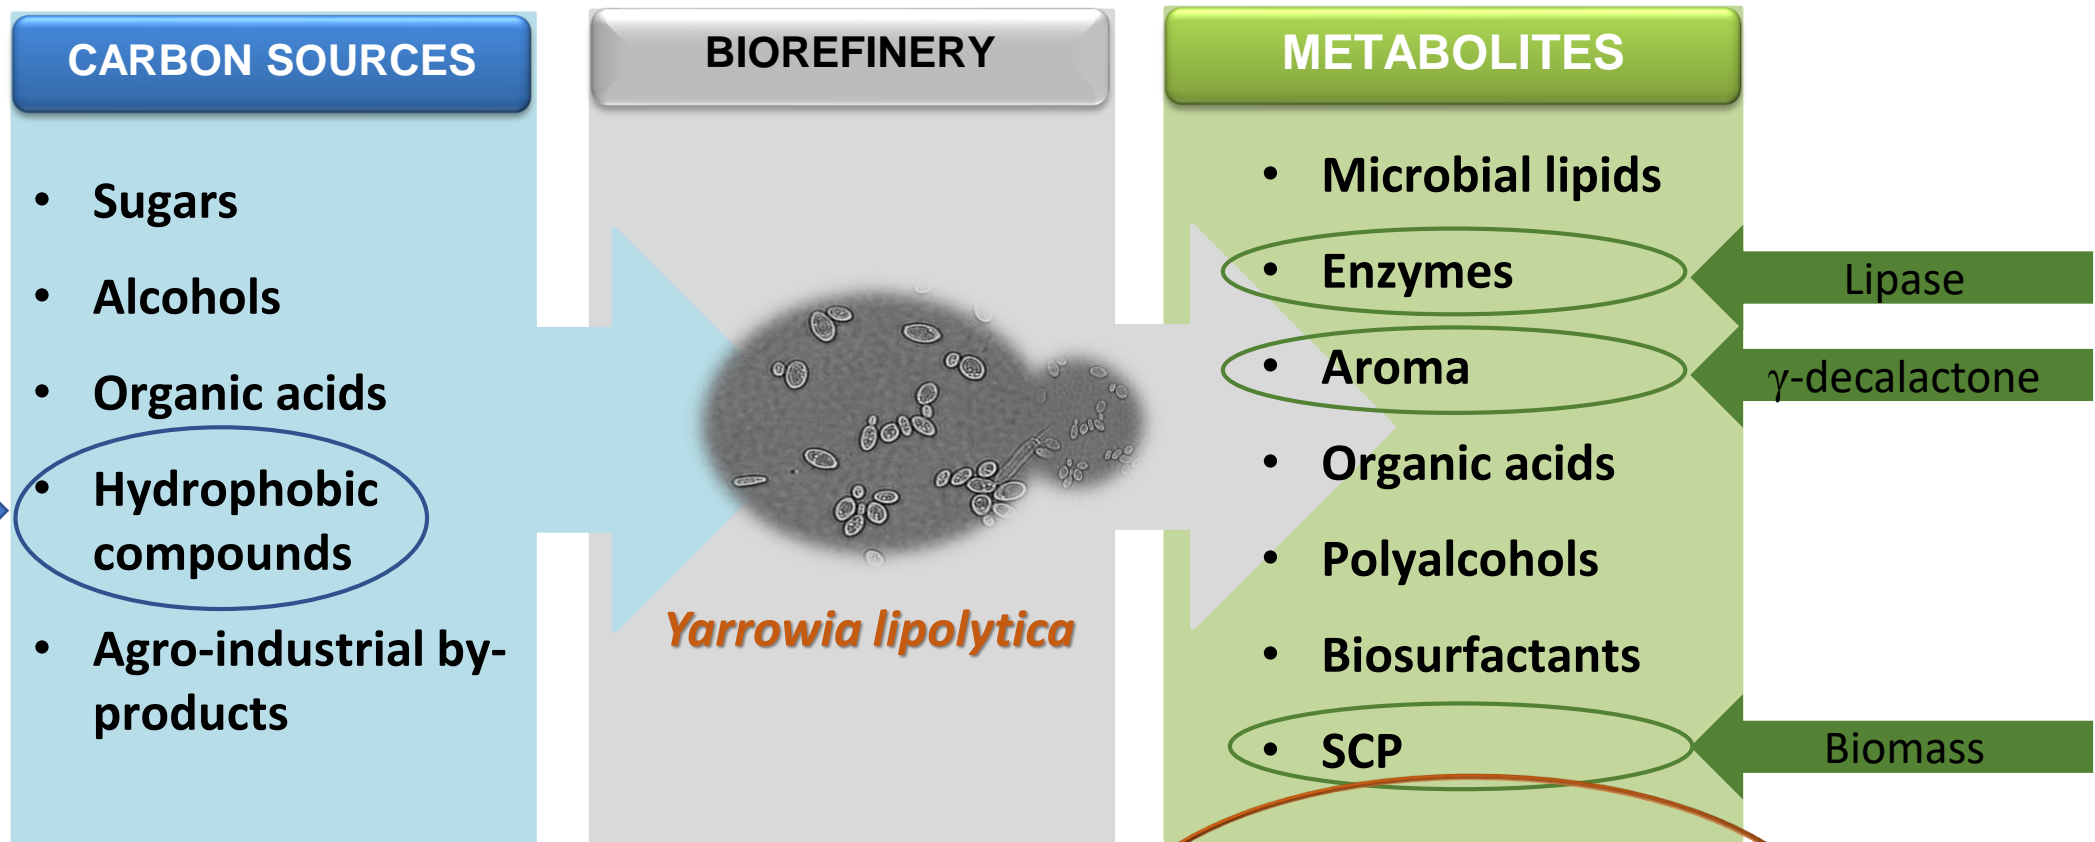 CARBON SOURCES
• Sugars
• Alcohols
• Organic acids
• Hydrophobic
compounds
• Agro-industrial by-
products
BIOREFINERY
Yarrowia lipolytica
METABOLITES
• Microbial lipids
• Enzymes
• Aroma
• Organic acids
• Polyalcohols
• Biosurfactants
• SCP
Lipase
γ-decalactone
Biomass